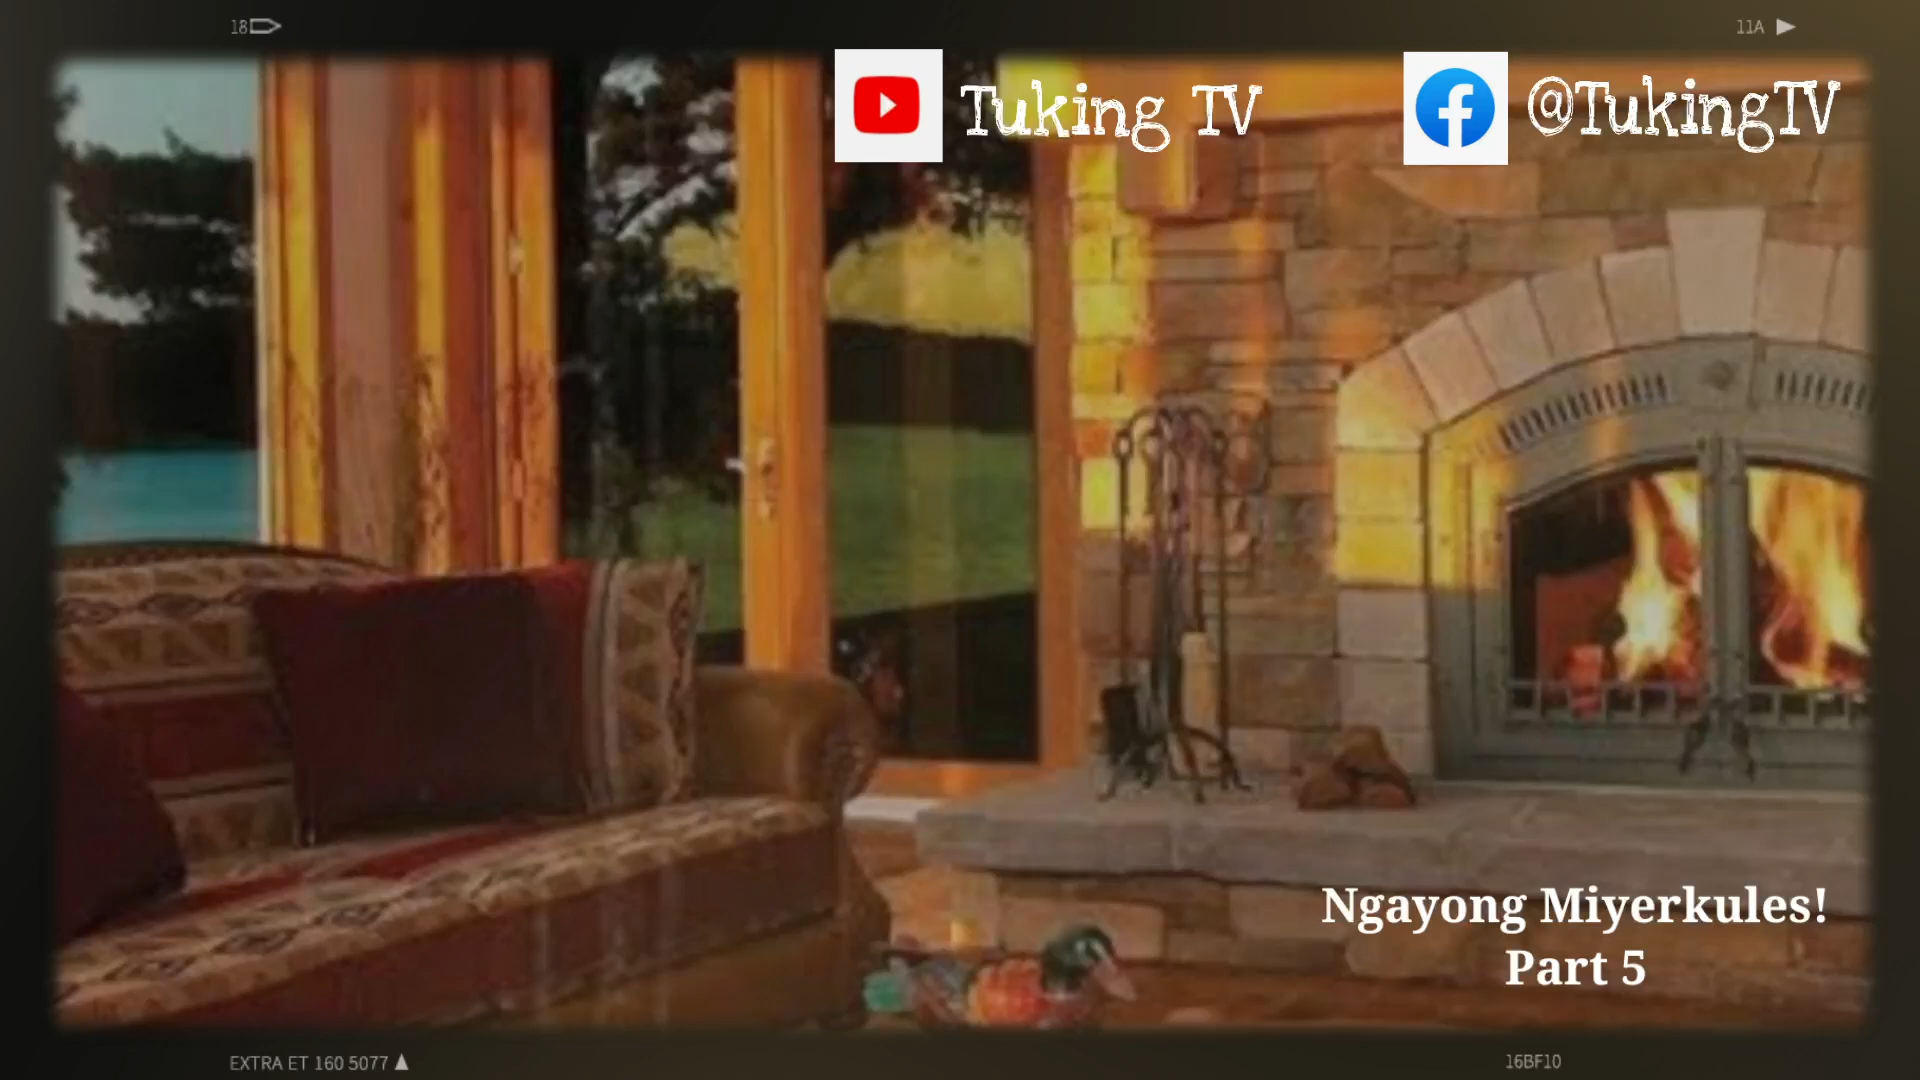 18
11A
Tuking TV
@TukingTV
Ngayong Miyerkules!
Part 5
EXTRA ET 160 5077
16BF10